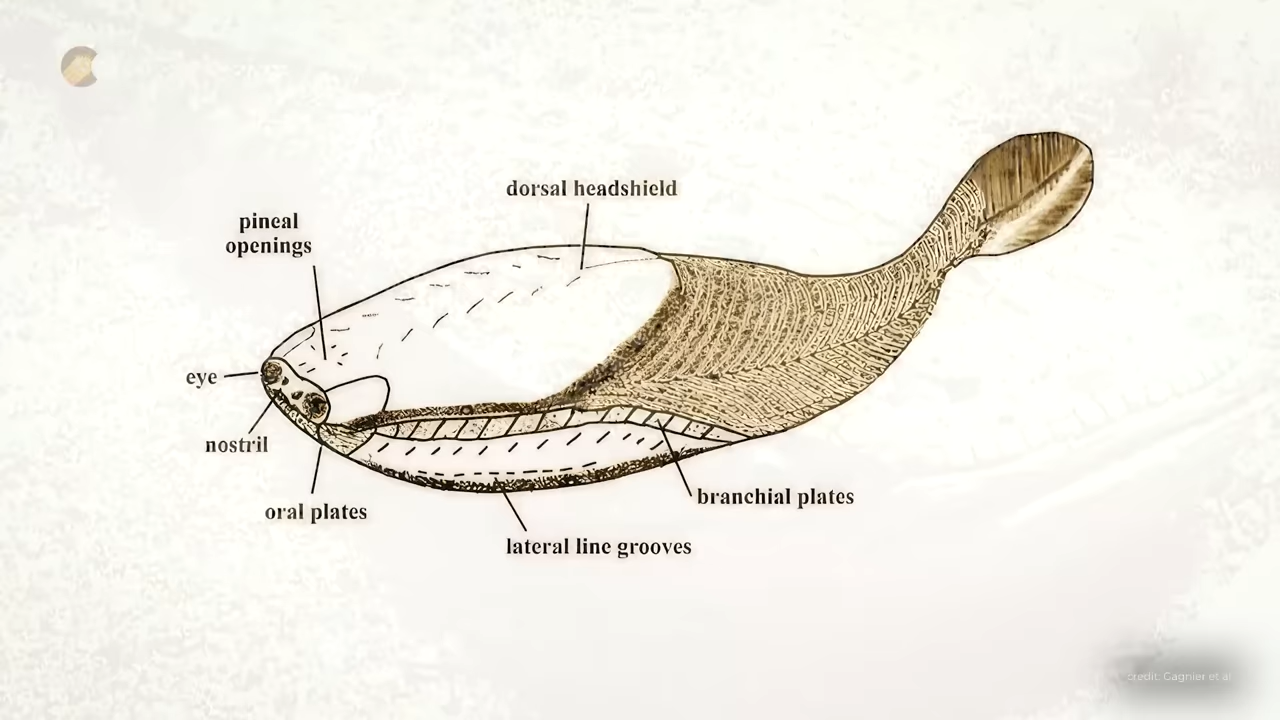 dorsal headshield
pineal
openings
eye
nostril
oral plates
branchial plates
lateral line grooves
credit: Gagnier et al